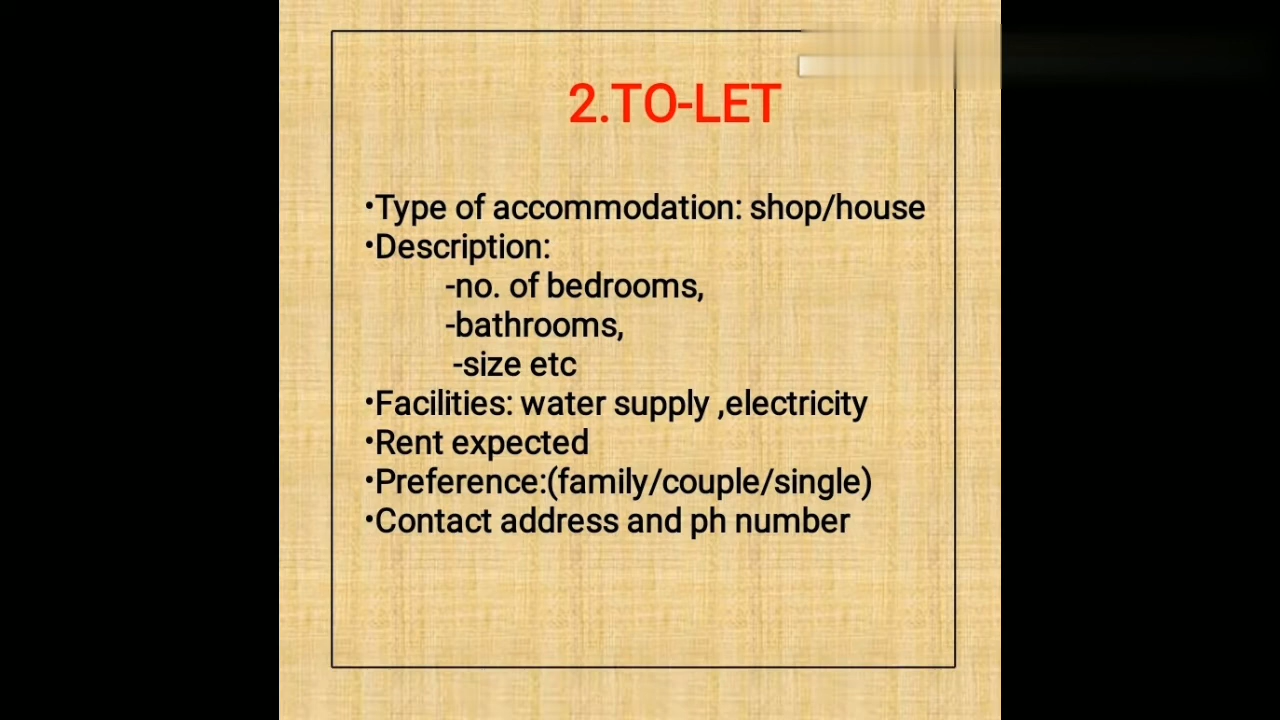 2.TO-LET
•Type of accommodation: shop/house
•Description:
-no. of bedrooms,
-bathrooms,
-size etc
•Facilities: water supply ,electricity
•Rent expected
•Preference:(family/couple/single)
•Contact address and ph number